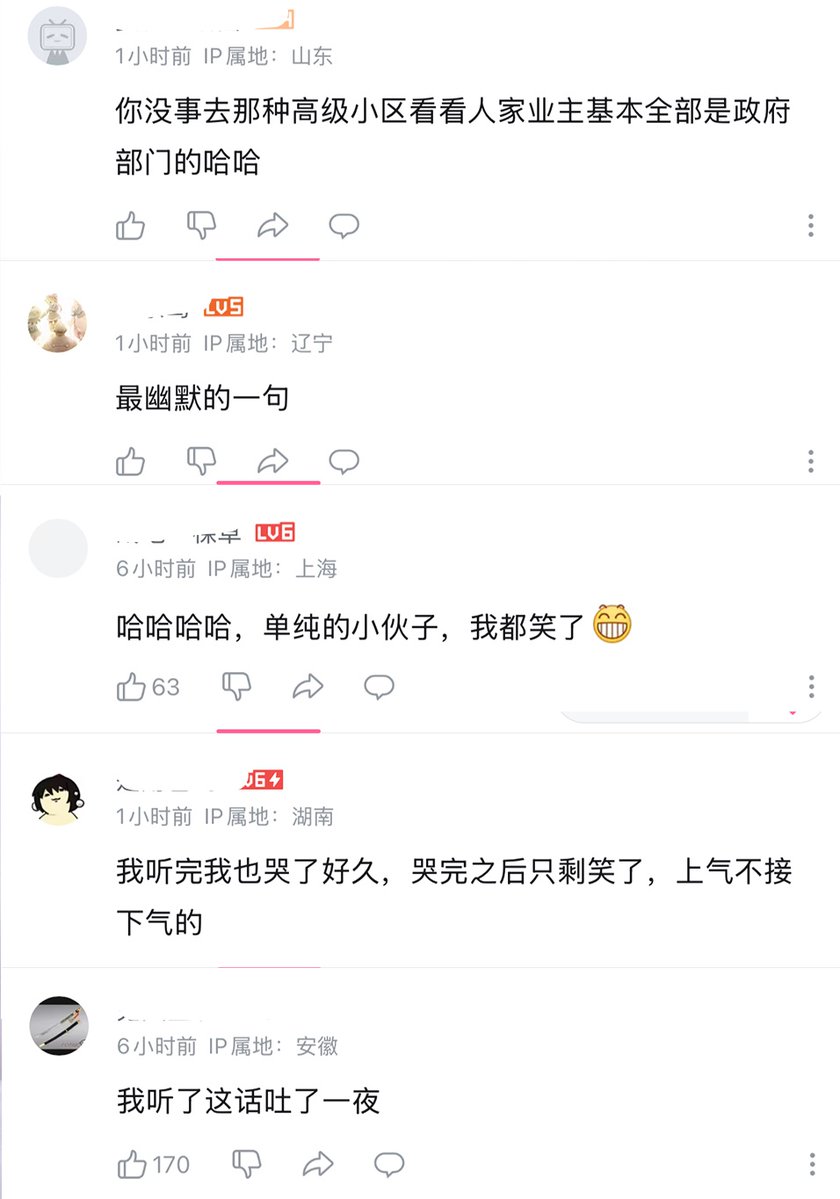 1小时前 IP属地：山东
你没事去那种高级小区看看人家业主基本全部是政府
部门的哈哈
LV5
1小时前 IP属地：辽宁
最幽默的一句
LV6
6小时前 IP属地：上海
哈哈哈哈，单纯的小伙子，我都笑了
63
1小时前 IP属地：湖南
我听完我也哭了好久，哭完之后只剩笑了，上气不接
下气的
6小时前 IP属地：安徽
我听了这话吐了一夜
170